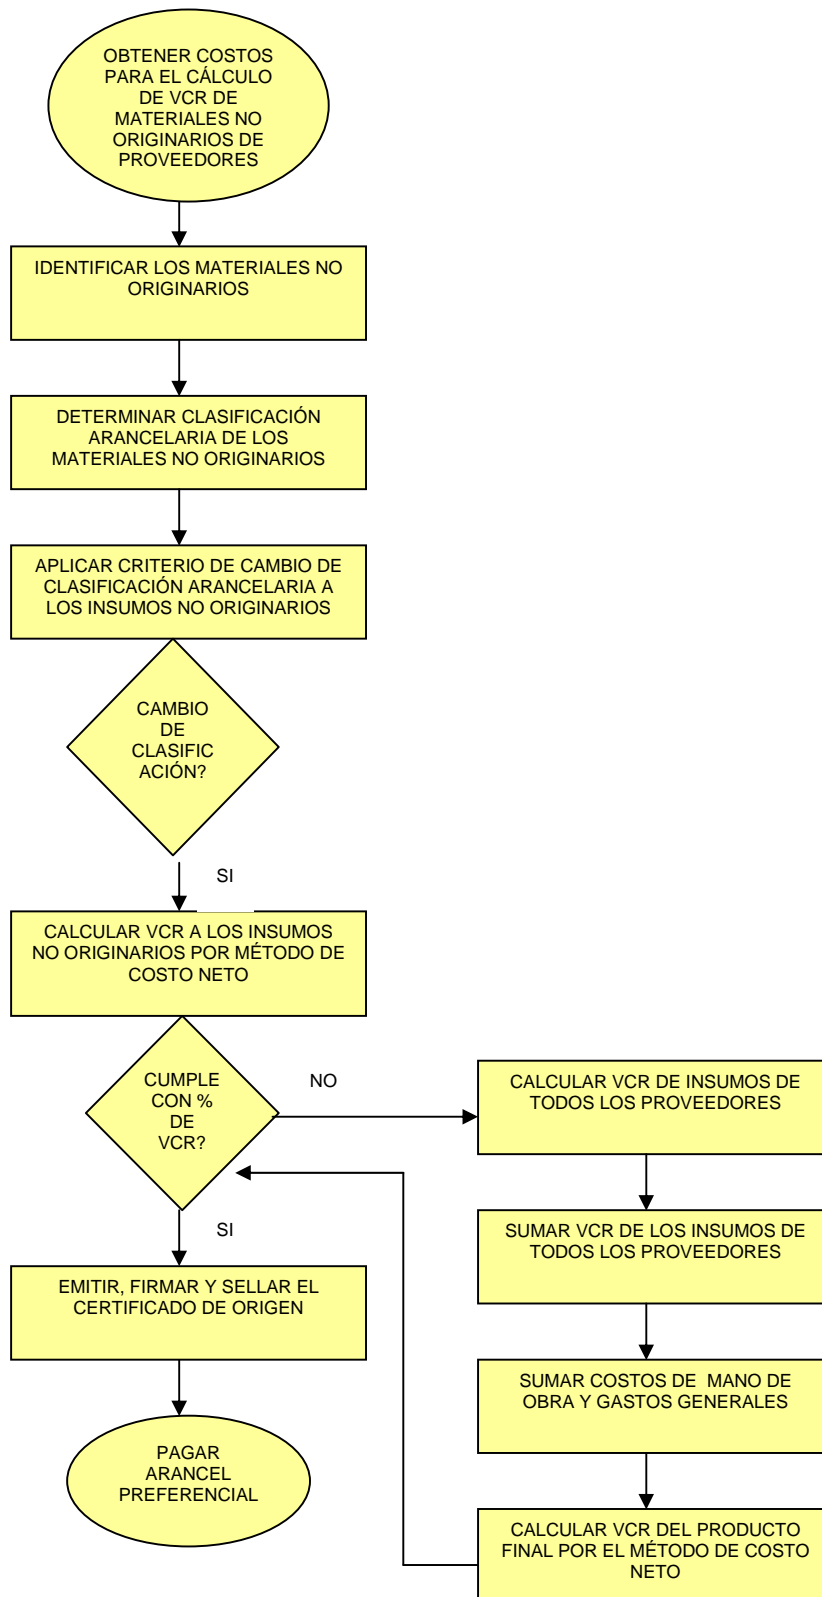 OBTENER COSTOS
PARA EL CÁLCULO
DE VCR DE
MATERIALES NO
ORIGINARIOS DE
PROVEEDORES
IDENTIFICAR LOS MATERIALES NO
ORIGINARIOS
DETERMINAR CLASIFICACIÓN
ARANCELARIA DE LOS
MATERIALES NO ORIGINARIOS
APLICAR CRITERIO DE CAMBIO DE
CLASIFICACIÓN ARANCELARIA A
LOS INSUMOS NO ORIGINARIOS
CAMBIO
DE
CLASIFIC
ACIÓN?
SI
CALCULAR VCR A LOS INSUMOS
NO ORIGINARIOS POR MÉTODO DE
COSTO NETO
CUMPLE
CON %
DE
VCR?
NO
CALCULAR VCR DE INSUMOS DE
TODOS LOS PROVEEDORES
SUMAR VCR DE LOS INSUMOS DE
TODOS LOS PROVEEDORES
SUMAR COSTOS DE MANO DE
OBRA Y GASTOS GENERALES
CALCULAR VCR DEL PRODUCTO
FINAL POR EL MÉTODO DE COSTO
NETO
SI
EMITIR, FIRMAR Y SELLAR EL
CERTIFICADO DE ORIGEN
PAGAR
ARANCEL
PREFERENCIAL